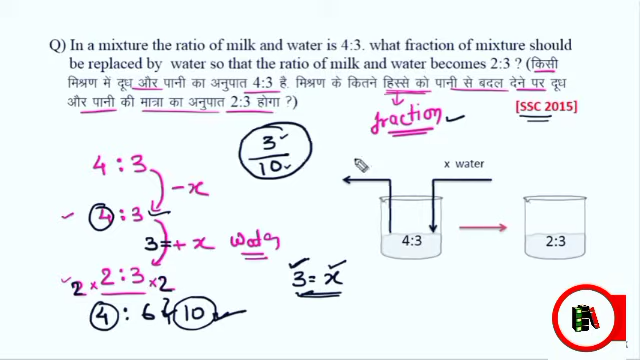 Q) In a mixture the ratio of milk and water is 4:3. what fraction of mixture should
be replaced by water so that the ratio of milk and water becomes 2:3 ? (किसी
मिश्रण में दूध और पानी का अनुपात 4:3 है. मिश्रण के कितने हिस्से को पानी से बदल देने पर दूध
और पानी की मात्रा का अनुपात 2:3 होगा ?)
[SSC 2015]
fraction
3
10
4 : 3
- x
4 : 3
3 = + x water
2 × 2 : 3 × 2
4 : 6 } 10
3 = x
x water
4:3
2:3